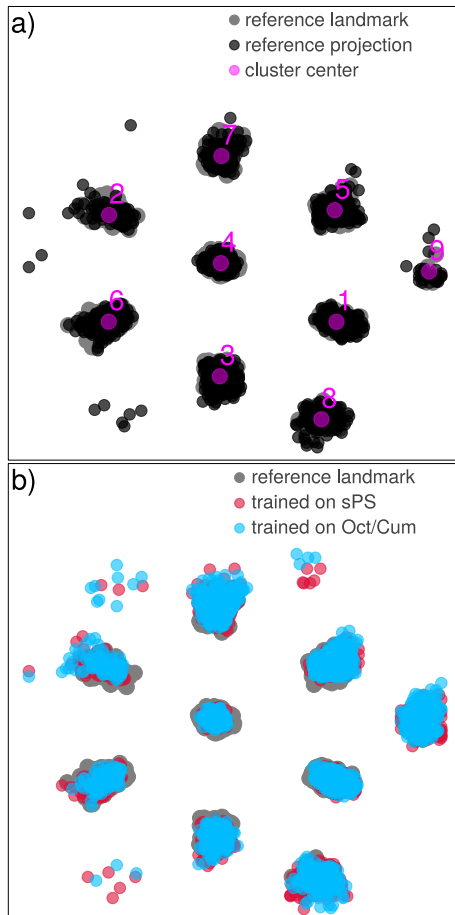 a)
reference landmark
reference projection
cluster center
7
2
5
4
9
6
1
3
8
b)
reference landmark
trained on sPS
trained on Oct/Cum